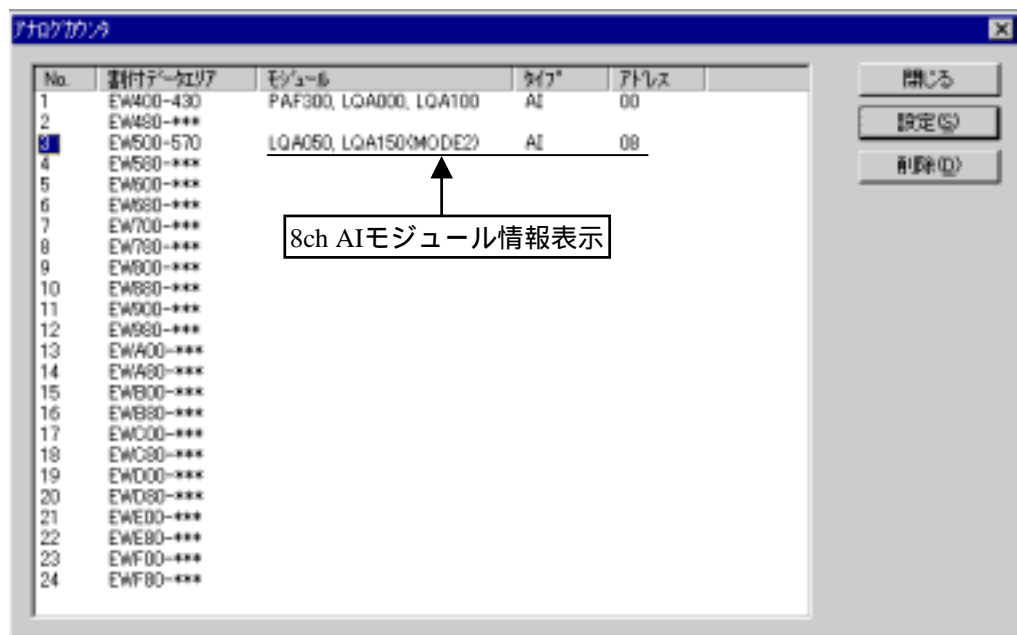 アナログカウンタ
No. 割付データエリア モジュール タイプ アドレス
1 EW400-430 PAF300, LQA000, LQA100 AI 00
2 EW480-***
3 EW500-570 LQA050, LQA150(MODE2) AI 08
4 EW580-***
5 EW600-***
6 EW680-***
7 EW700-***
8 EW780-***
9 EW800-***
10 EW880-***
11 EW900-***
12 EW980-***
13 EWA00-***
14 EWA80-***
15 EWB00-***
16 EWB80-***
17 EWC00-***
18 EWC80-***
19 EWD00-***
20 EWD80-***
21 EWE00-***
22 EWE80-***
23 EWF00-***
24 EWF80-***
8ch AIモジュール情報表示
閉じる
設定(S)
削除(D)